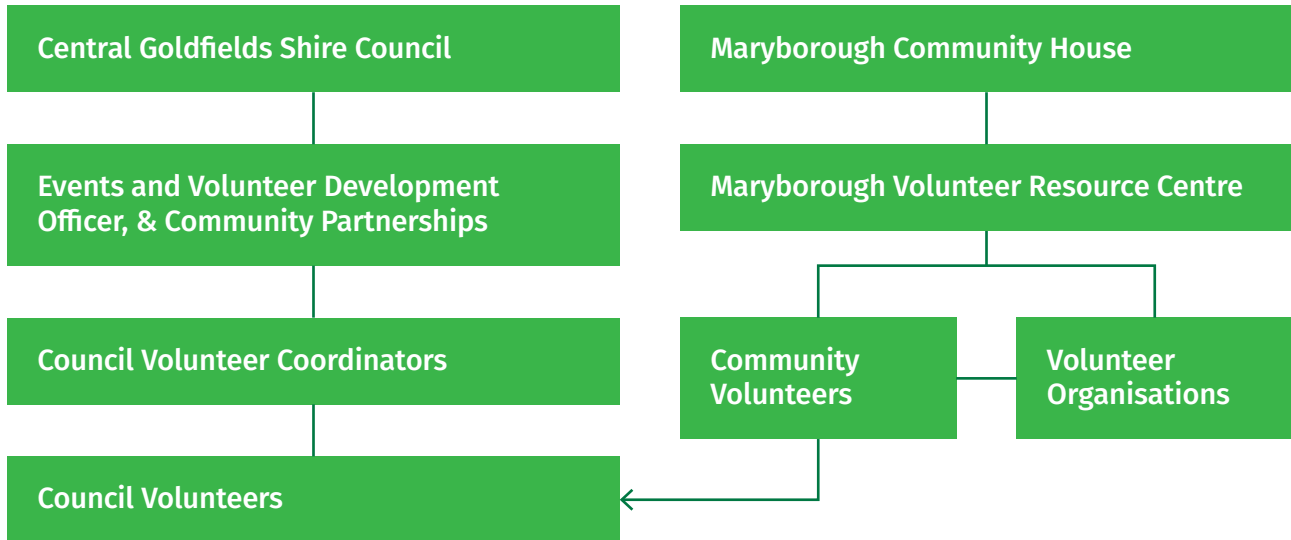 Central Goldfields Shire Council
Events and Volunteer Development
Officer, & Community Partnerships
Council Volunteer Coordinators
Council Volunteers
Maryborough Community House
Maryborough Volunteer Resource Centre
Community
Volunteers
Volunteer
Organisations